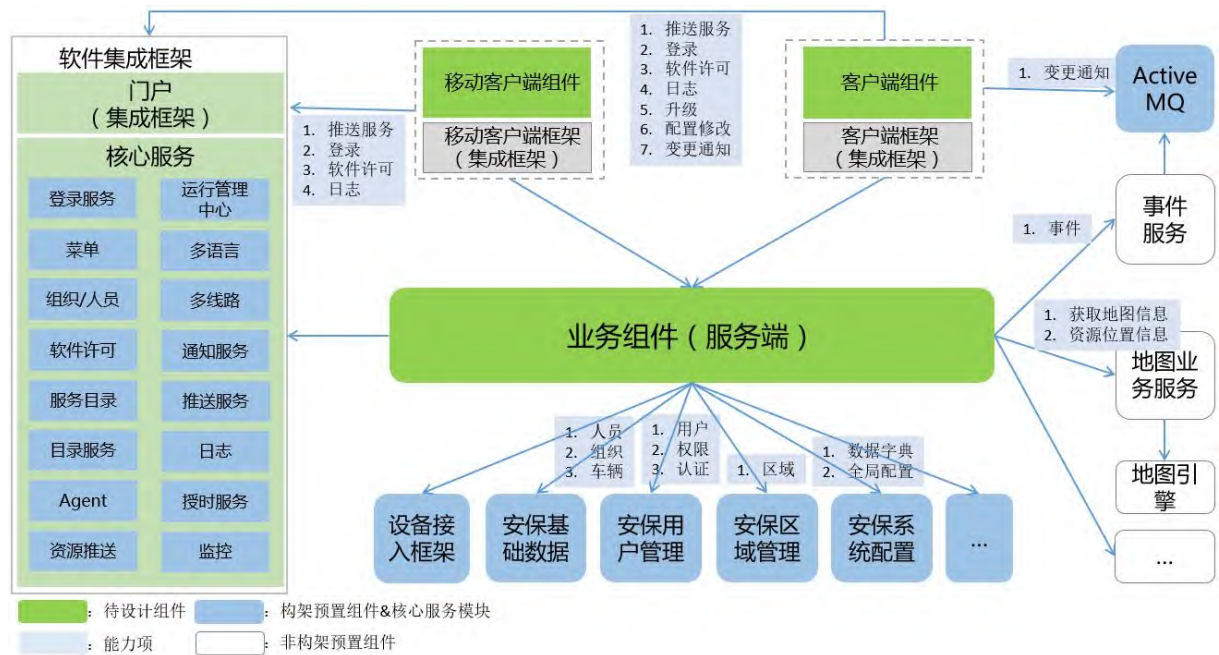 软件集成框架
门户
（集成框架）
核心服务
登录服务
运行管理
中心
菜单
多语言
组织/人员
多线路
软件许可
通知服务
服务目录
推送服务
目录服务
日志
Agent
授时服务
资源推送
监控
1. 推送服务
2. 登录
3. 软件许可
4. 日志
移动客户端组件
移动客户端框架
（集成框架）
1. 推送服务
2. 登录
3. 软件许可
4. 日志
5. 升级
6. 配置修改
7. 变更通知
客户端组件
客户端框架
（集成框架）
1. 变更通知
Active
MQ
事件
服务
1. 事件
业务组件（服务端）
1. 获取地图信息
2. 资源位置信息
地图业
务服务
地图引
擎
...
1. 人员
2. 组织
3. 车辆
1. 用户
2. 权限
3. 认证
1. 区域
1. 数据字典
2. 全局配置
设备接
入框架
安保基
础数据
安保用
户管理
安保区
域管理
安保系
统配置
...
：待设计组件
：构架预置组件&核心服务模块
：能力项
：非构架预置组件